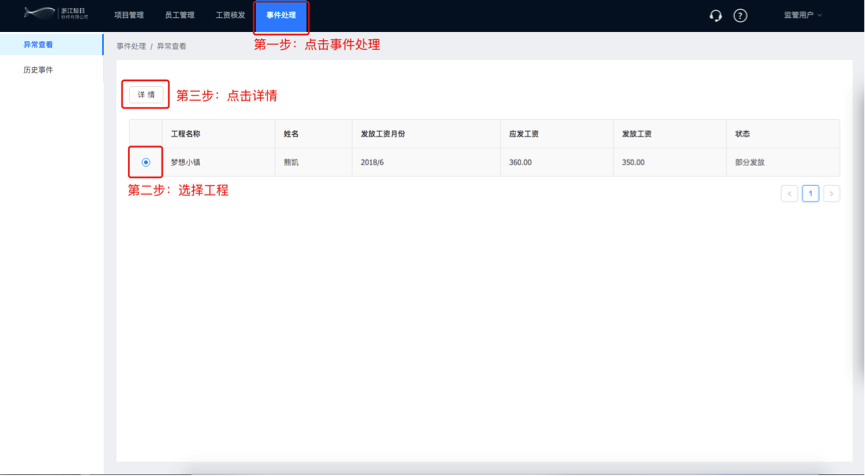 浙江鲸目
软件有限公司
项目管理 员工管理 工资核发 事件处理
? 监管用户
异常查看
历史事件
事件处理 / 异常查看
第一步：点击事件处理
详 情
第三步：点击详情
工程名称 姓名 发放工资月份 应发工资 发放工资 状态
梦想小镇 熊凯 2018/6 360.00 350.00 部分发放
第二步：选择工程
< 1 >